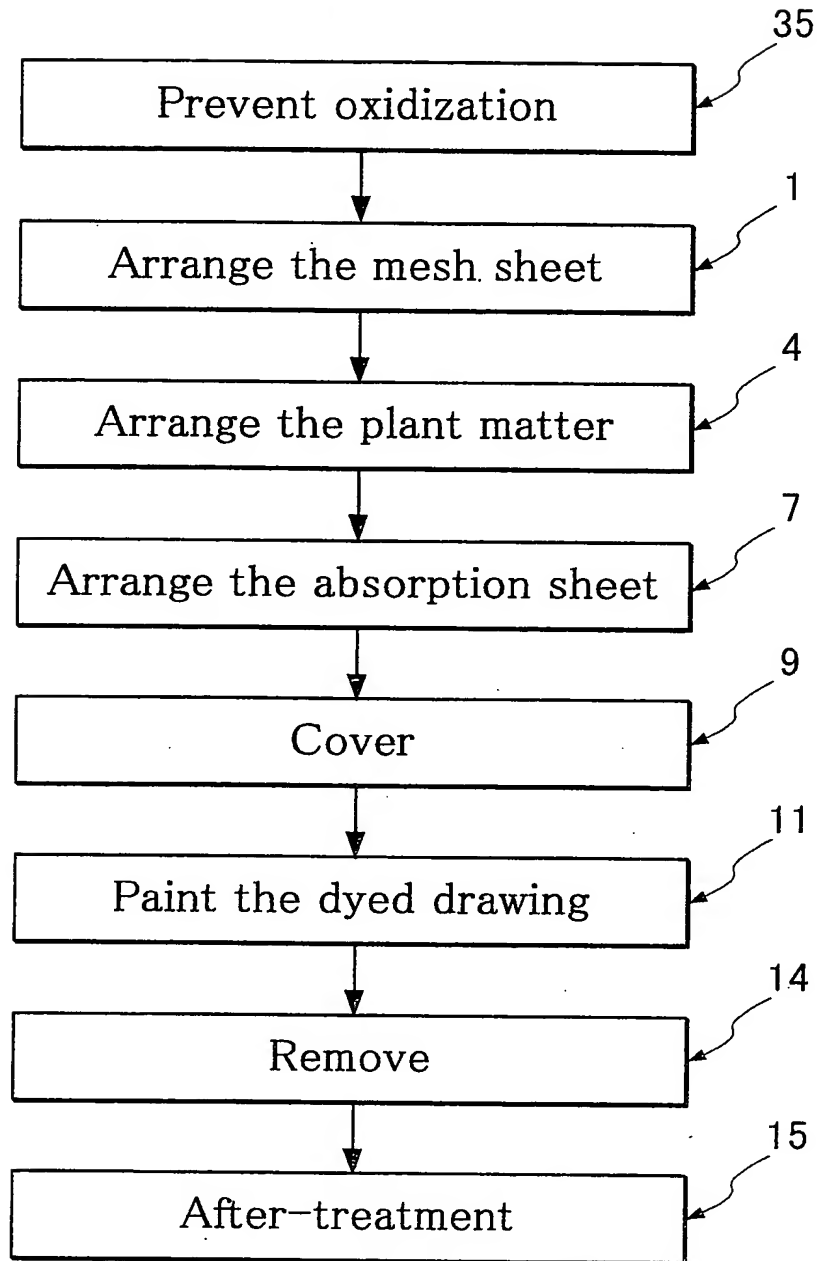 35
Prevent oxidization
1
Arrange the mesh sheet
4
Arrange the plant matter
7
Arrange the absorption sheet
9
Cover
11
Paint the dyed drawing
14
Remove
15
After-treatment